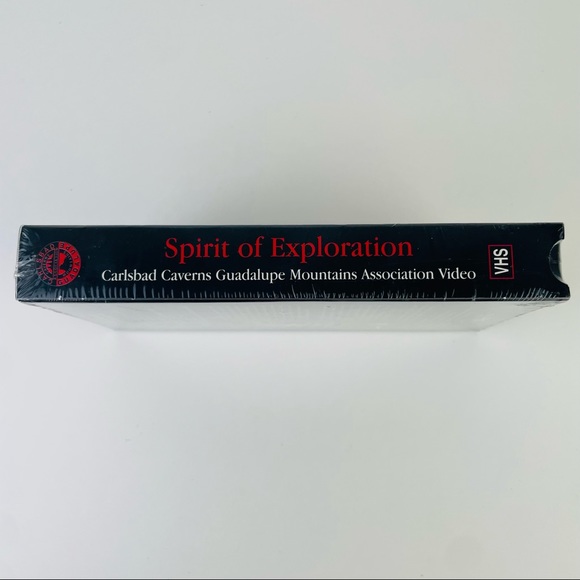 Spirit of Exploration
Carlsbad Caverns Guadalupe Mountains Association Video
VHS